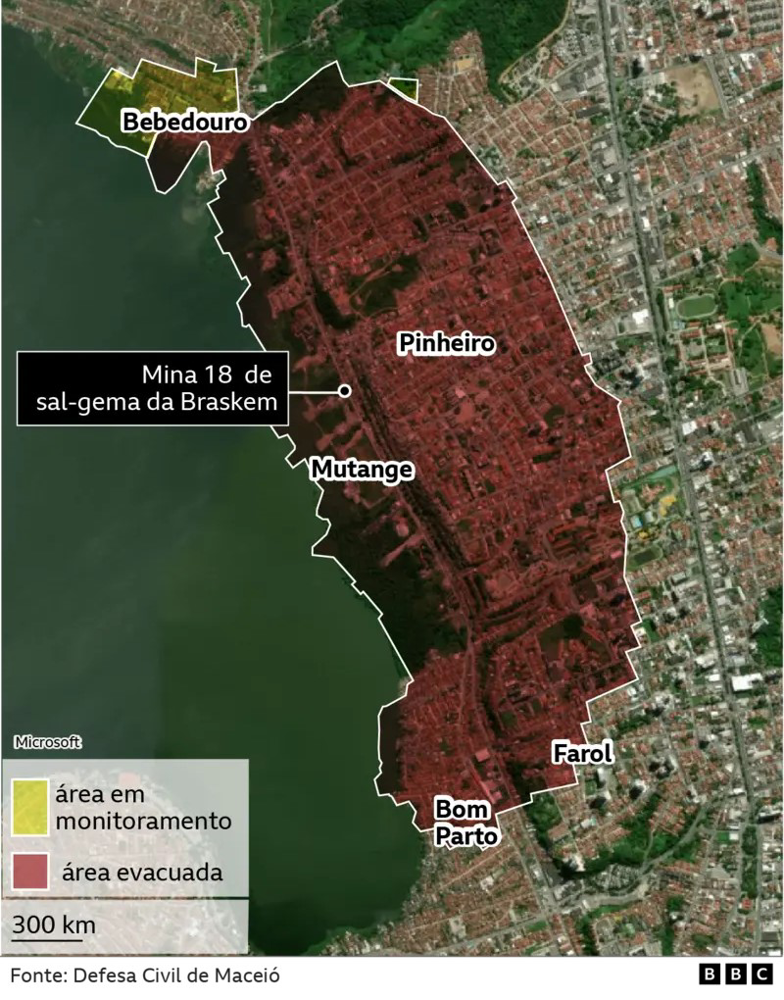 Bebedouro
Pinheiro
Mina 18 de
sal-gema da Braskem
Mutange
Farol
Bom
Parto
Microsoft
área em
monitoramento
área evacuada
300 km
Fonte: Defesa Civil de Maceió
BBC